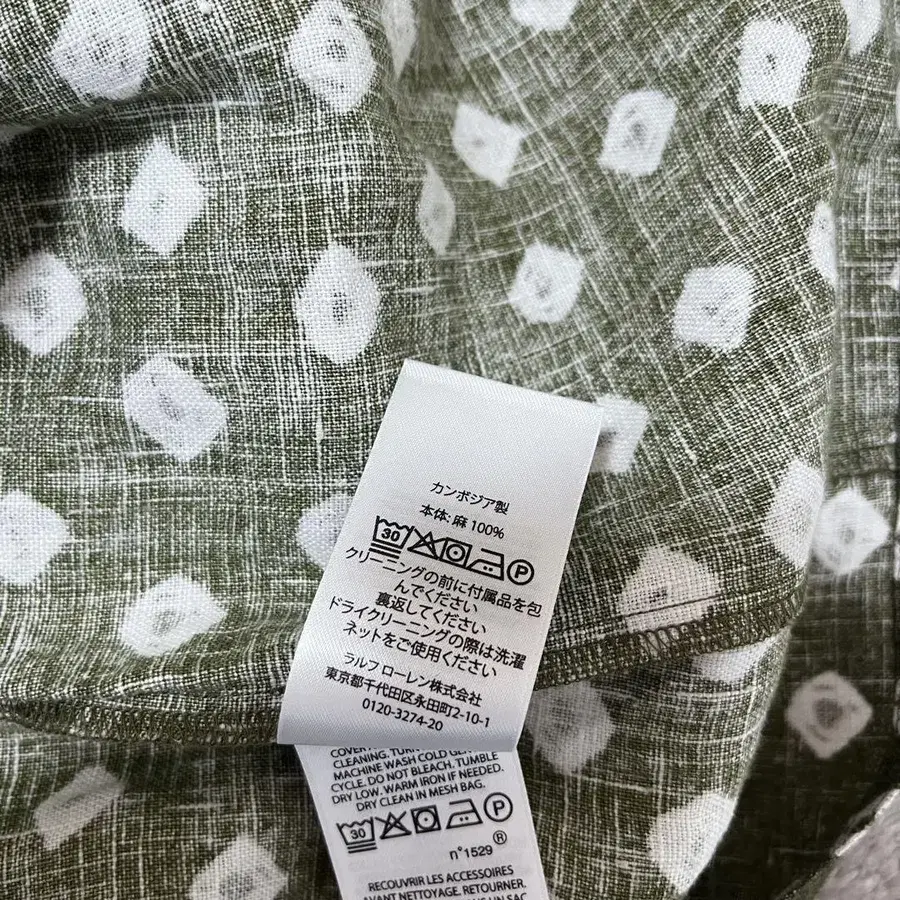 カンボジア製
本体: 麻 100%
30 P
クリーニングの前に付属品を包
んでください
裏返してください
ドライクリーニングの際は洗濯
ネットをご使用ください
ラルフ ローレン株式会社
東京都千代田区永田町2-10-1
0120-3274-20
CLEANING. TURN
MACHINE WASH COLD GEN
CYCLE. DO NOT BLEACH. TUMBLE
DRY LOW. WARM IRON IF NEEDED.
DRY CLEAN IN MESH BAG.
30 P
®
n°1529
RECOUVRIR LES ACCESSOIRES
AVANT NETTOYAGE. RETOURNER.